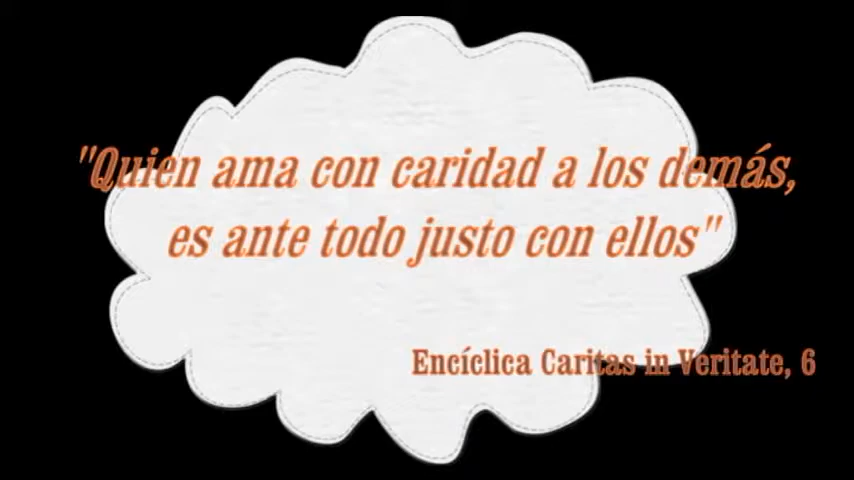 "Quien ama con caridad a los demás,
es ante todo justo con ellos"
Encíclica Caritas in Veritate, 6